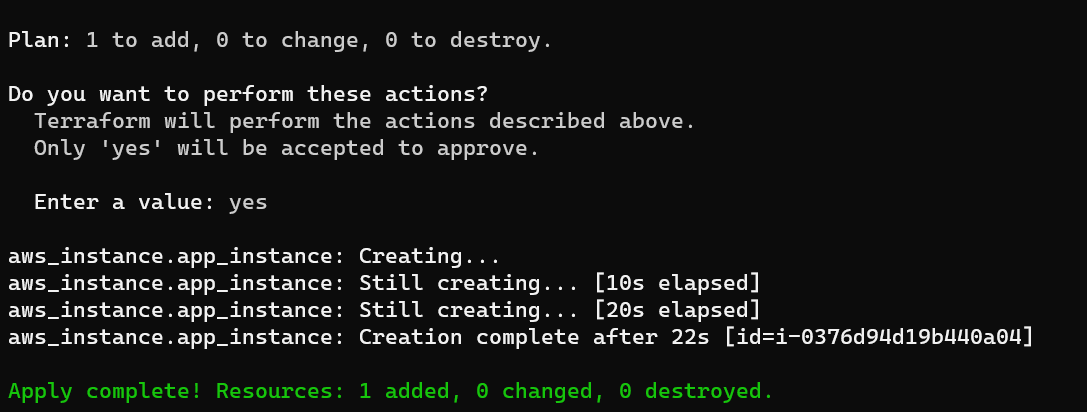 Plan: 1 to add, 0 to change, 0 to destroy.
Do you want to perform these actions?
Terraform will perform the actions described above.
Only 'yes' will be accepted to approve.
Enter a value: yes
aws_instance.app_instance: Creating...
aws_instance.app_instance: Still creating... [10s elapsed]
aws_instance.app_instance: Still creating... [20s elapsed]
aws_instance.app_instance: Creation complete after 22s [id=i-0376d94d19b440a04]
Apply complete! Resources: 1 added, 0 changed, 0 destroyed.